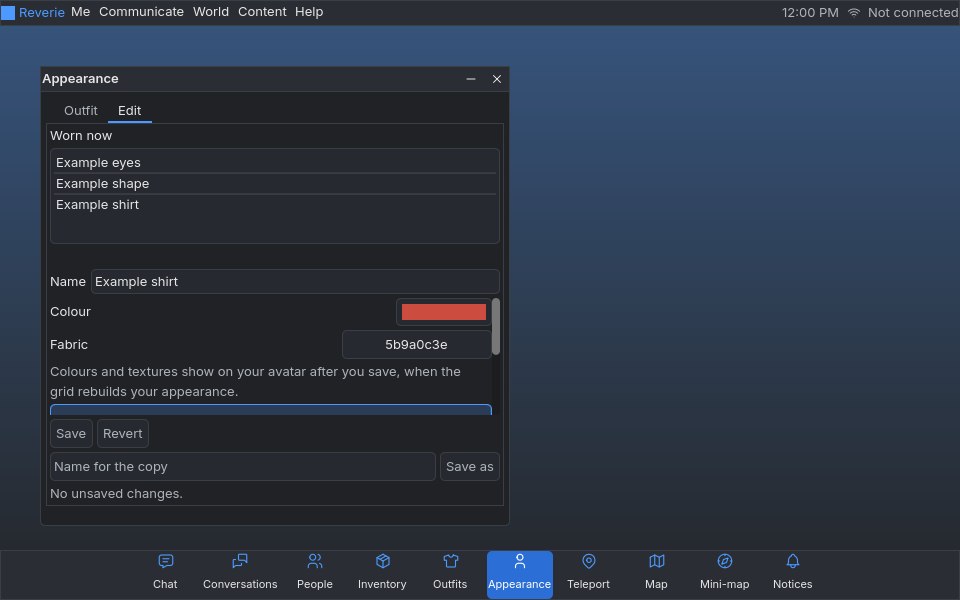 Reverie Me Communicate World Content Help 12:00 PM Not connected
Appearance
Outfit Edit
Worn now
Example eyes
Example shape
Example shirt
Name Example shirt
Colour
Fabric 5b9a0c3e
Colours and textures show on your avatar after you save, when the
grid rebuilds your appearance.
Save Revert
Name for the copy Save as
No unsaved changes.
Chat Conversations People Inventory Outfits Appearance Teleport Map Mini-map Notices